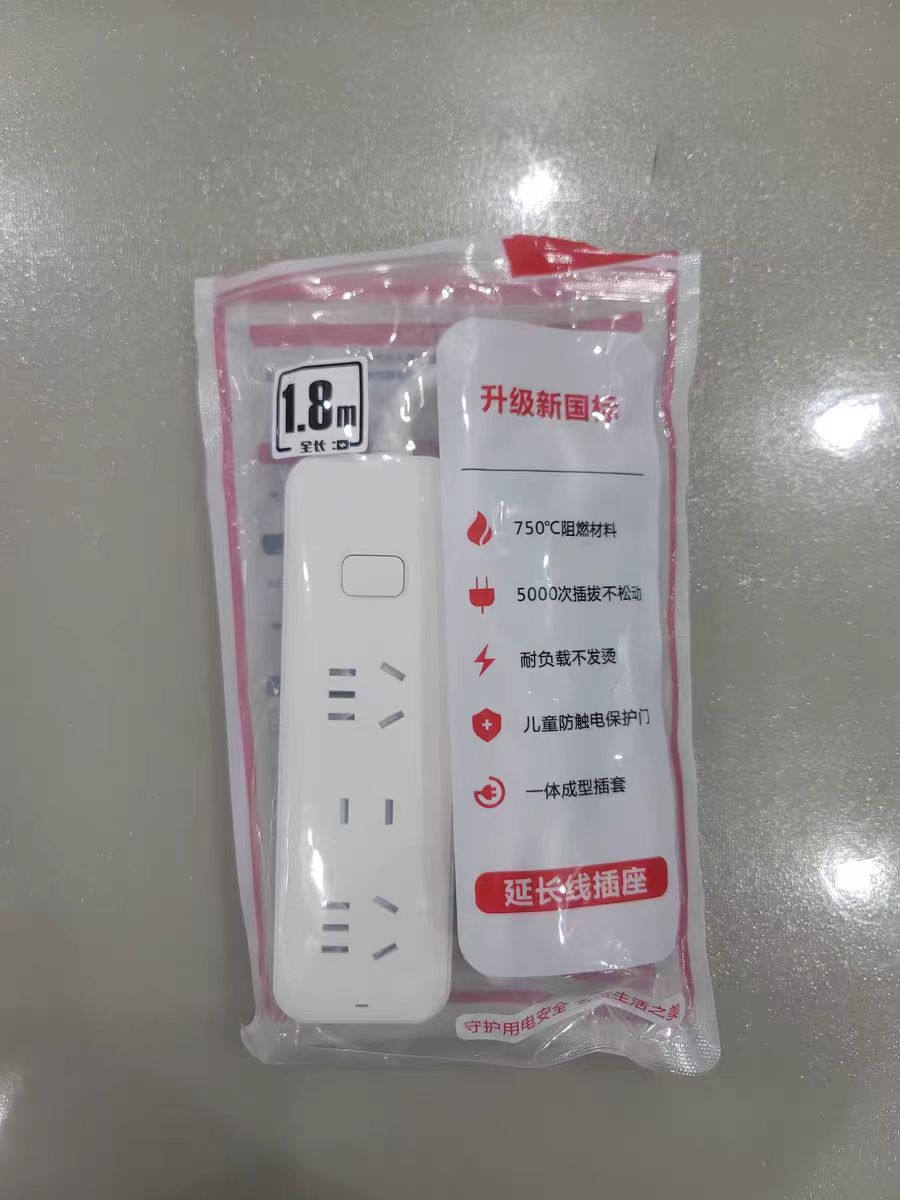 1.8m
全长
升级新国标
750℃阻燃材料
5000次插拔不松动
耐负载不发烫
儿童防触电保护门
一体成型插套
延长线插座
守护用电安全
生活之美